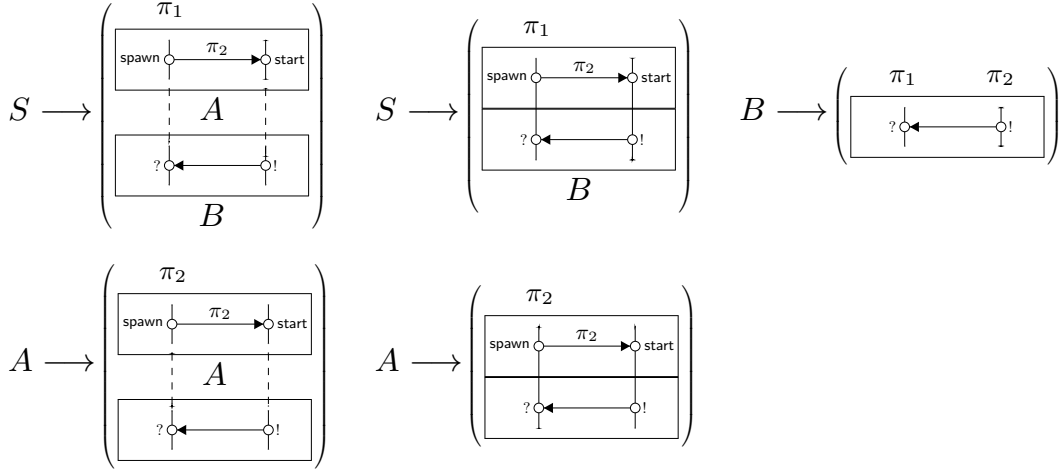 π₁ π₁
spawn π₂ start spawn π₂ start π₁ π₂
S ⟶ A S ⟶ B ⟶ ? !
? ! ? !
B B
π₂ π₂
spawn π₂ start spawn π₂ start
A ⟶ A A ⟶
? ! ? !